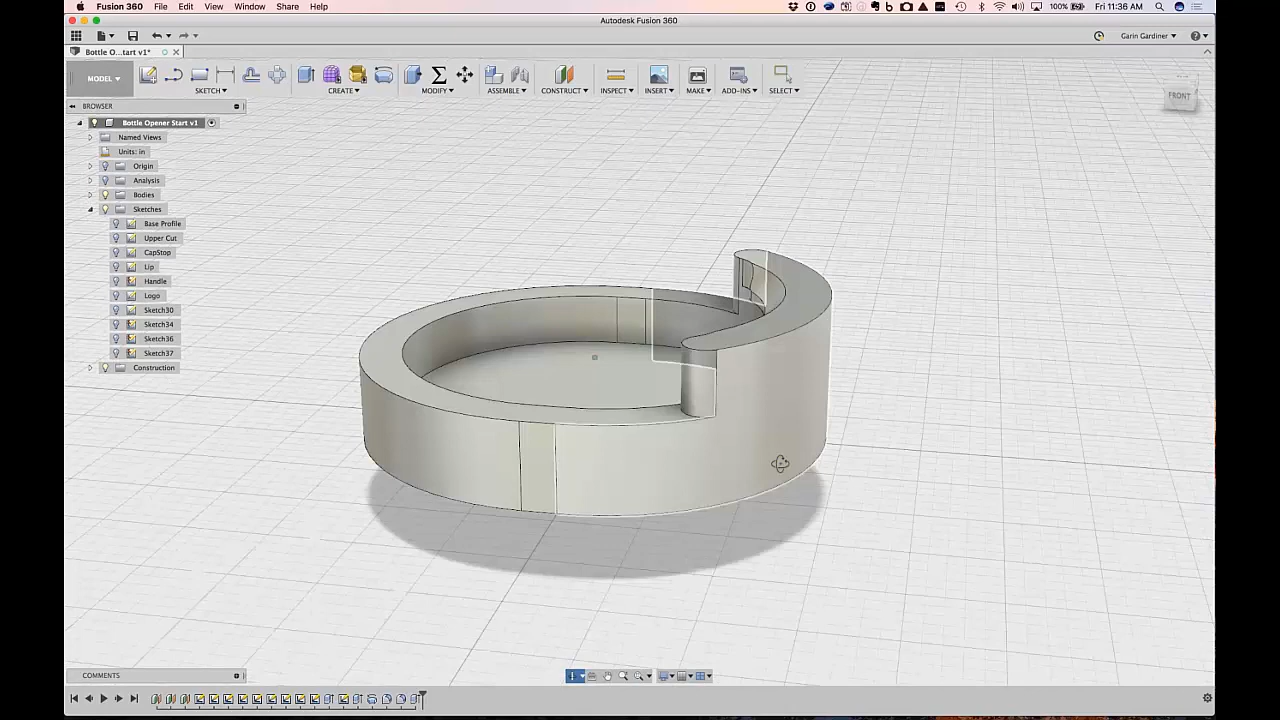 Fusion 360 File Edit View Window Share Help 100% Fri 11:36 AM
Autodesk Fusion 360
Garin Gardiner
Bottle O...tart v1*
MODEL
SKETCH CREATE MODIFY ASSEMBLE CONSTRUCT INSPECT INSERT MAKE ADD-INS SELECT
FRONT
BROWSER
Bottle Opener Start v1
Named Views
Units: in
Origin
Analysis
Bodies
Sketches
Base Profile
Upper Cut
CapStop
Lip
Handle
Logo
Sketch30
Sketch34
Sketch36
Sketch37
Construction
COMMENTS